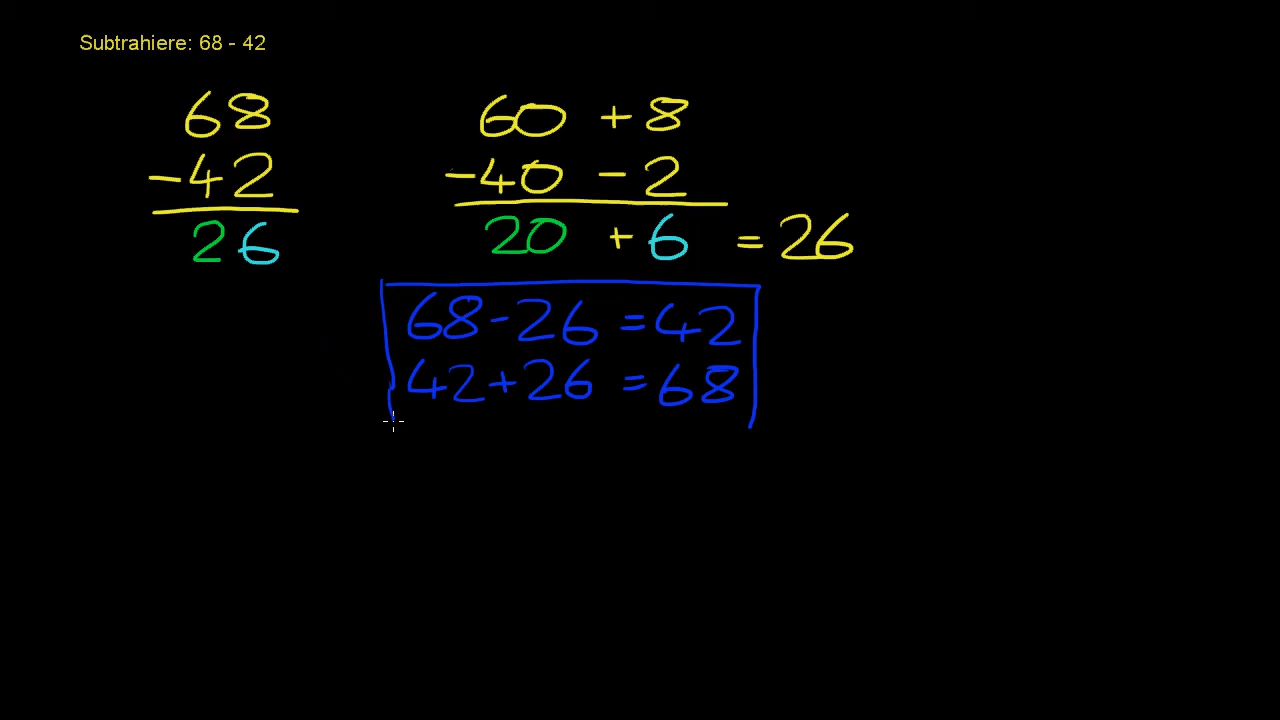 Subtrahiere: 68 - 42
68
-42
26
60 + 8
-40 - 2
20 + 6 = 26
68 - 26 = 42
42 + 26 = 68